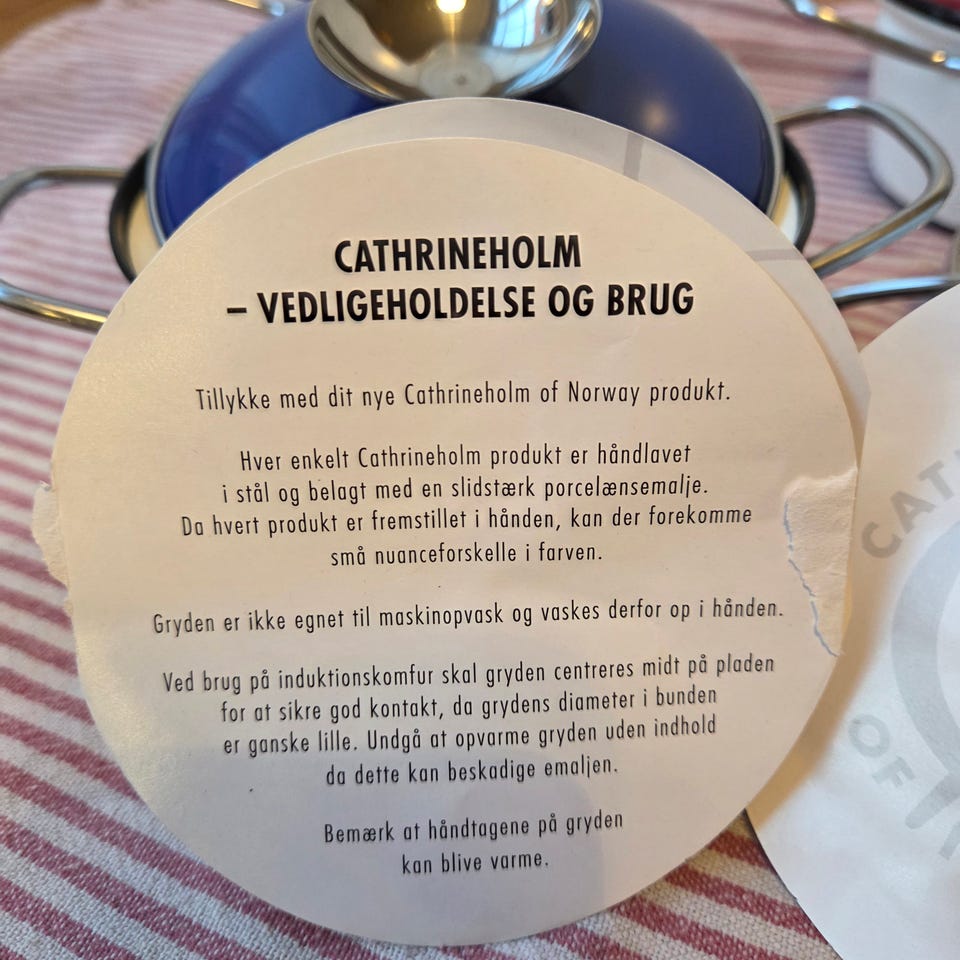 CATHRINEHOLM
– VEDLIGEHOLDELSE OG BRUG
Tillykke med dit nye Cathrineholm of Norway produkt.
Hver enkelt Cathrineholm produkt er håndlavet
i stål og belagt med en slidstærk porcelænsemalje.
Da hvert produkt er fremstillet i hånden, kan der forekomme
små nuanceforskelle i farven.
Gryden er ikke egnet til maskinopvask og vaskes derfor op i hånden.
Ved brug på induktionskomfur skal gryden centreres midt på pladen
for at sikre god kontakt, da grydens diameter i bunden
er ganske lille. Undgå at opvarme gryden uden indhold
da dette kan beskadige emaljen.
Bemærk at håndtagene på gryden
kan blive varme.
CAT
OF